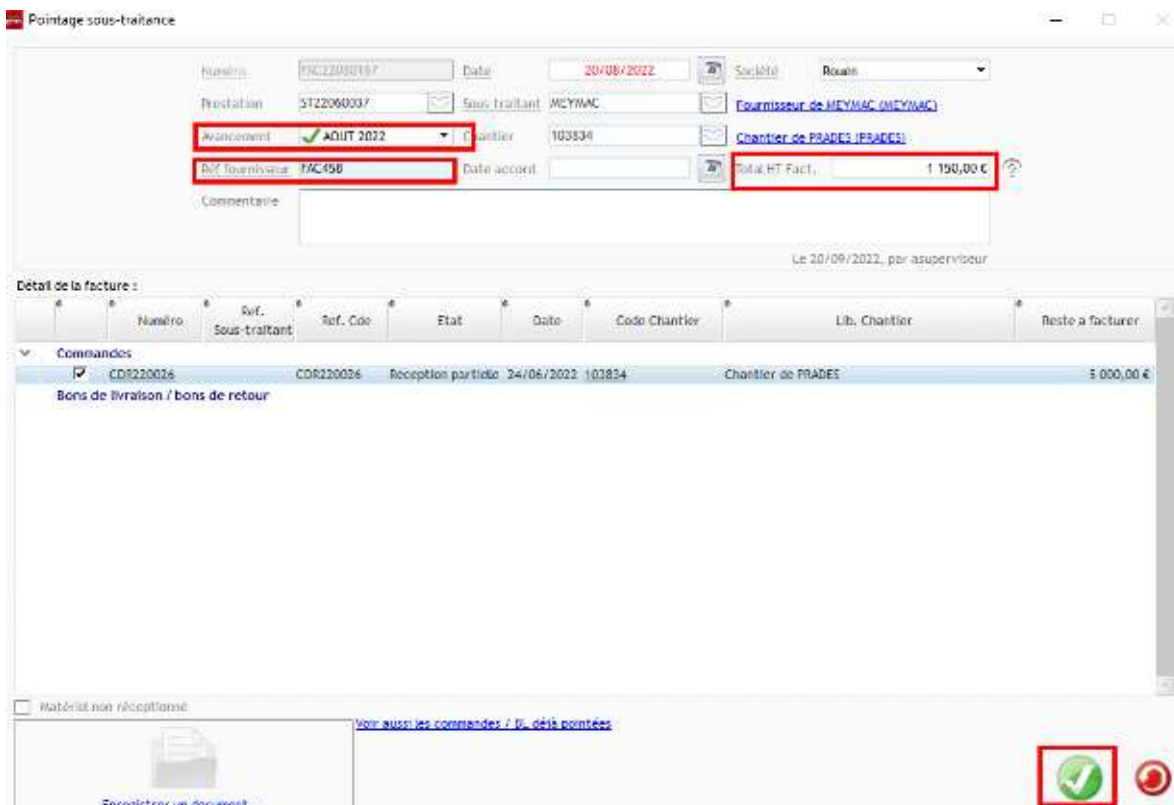 Pointage sous-traitance
Numéro Date 20/08/2022 Société Rouen
Prestation ST22060037 Sous traitant MEYMAC Fournisseur de MEYMAC (MEYMAC)
Avancement AOUT 2022 Chantier 103834 Chantier de PRADES (PRADES)
Réf fournisseur FAC458 Date accord Total HT Fact. 1 150,00 €
Commentaire
Le 20/09/2022, par asuperviseur
Détail de la facture :
Numéro Ref. Sous-traitant Ref. Cde Etat Date Code Chantier Lib. Chantier Reste a facturer
Commandes
CDR220026 CDR220026 Reception partielle 24/06/2022 103834 Chantier de PRADES 5 000,00 €
Bons de livraison / bons de retour
Matériel non réceptionné
Voir aussi les commandes / BL déjà pointées
Enregistrer un document